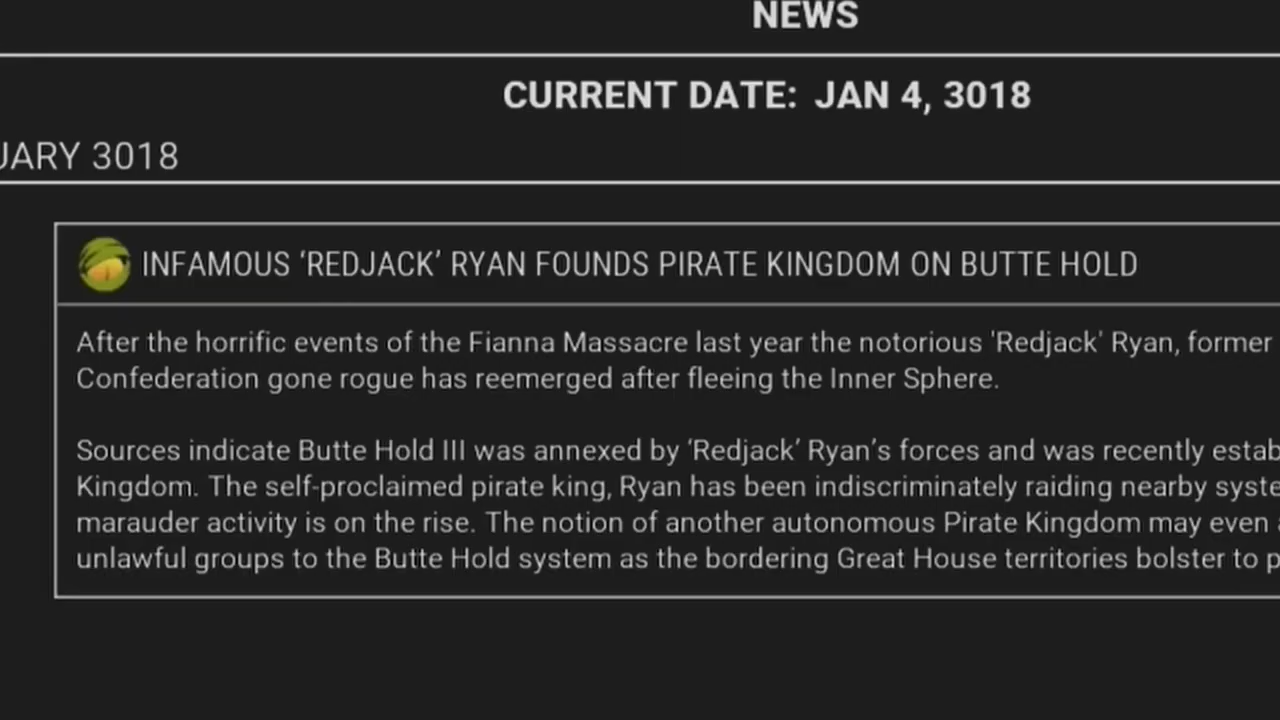 NEWS
CURRENT DATE: JAN 4, 3018
UARY 3018
INFAMOUS ‘REDJACK’ RYAN FOUNDS PIRATE KINGDOM ON BUTTE HOLD
After the horrific events of the Fianna Massacre last year the notorious 'Redjack' Ryan, former
Confederation gone rogue has reemerged after fleeing the Inner Sphere.
Sources indicate Butte Hold III was annexed by ‘Redjack’ Ryan’s forces and was recently estab
Kingdom. The self-proclaimed pirate king, Ryan has been indiscriminately raiding nearby syste
marauder activity is on the rise. The notion of another autonomous Pirate Kingdom may even
unlawful groups to the Butte Hold system as the bordering Great House territories bolster to p